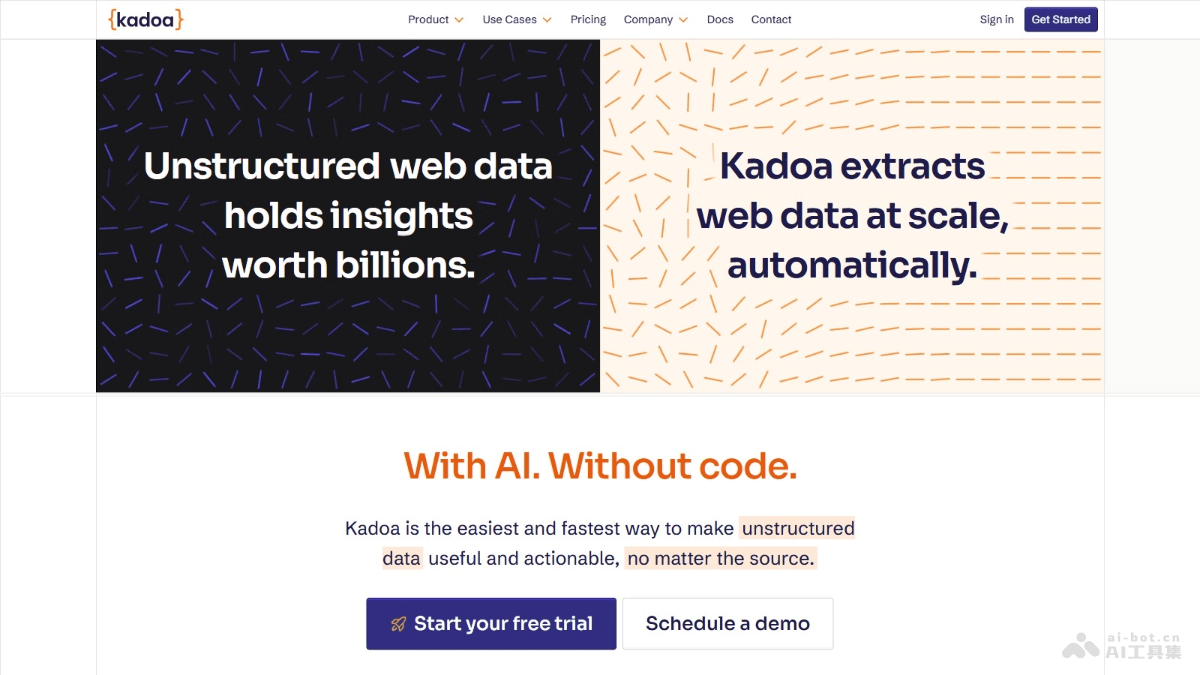 {kadoa}
Product
Use Cases
Pricing
Company
Docs
Contact
Sign in
Get Started
Unstructured web data
holds insights
worth billions.
Kadoa extracts
web data at scale,
automatically.
With AI. Without code.
Kadoa is the easiest and fastest way to make unstructured
data useful and actionable, no matter the source.
Start your free trial
Schedule a demo
ai-bot.cn
AI工具集